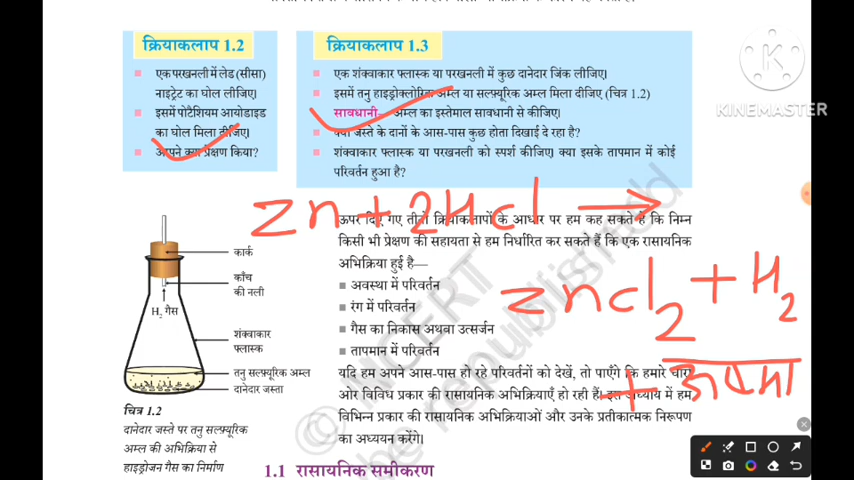 क्रियाकलाप 1.2
एक परखनली में लेड (सीसा)
नाइट्रेट का घोल लीजिए।
इसमें पोटैशियम आयोडाइड
का घोल मिला दीजिए।
आपने क्या प्रेक्षण किया?
क्रियाकलाप 1.3
एक शंक्वाकार फ्लास्क या परखनली में कुछ दानेदार जिंक लीजिए।
इसमें तनु हाइड्रोक्लोरिक अम्ल या सल्फ़्यूरिक अम्ल मिला दीजिए (चित्र 1.2)
सावधानी— अम्ल का इस्तेमाल सावधानी से कीजिए।
क्या जस्ते के दानों के आस-पास कुछ होता दिखाई दे रहा है?
शंक्वाकार फ्लास्क या परखनली को स्पर्श कीजिए। क्या इसके तापमान में कोई
परिवर्तन हुआ है?
KINEMASTER
Zn + 2HCl →
ZnCl2 + H2
+ ऊष्मा
ऊपर दिए गए तीनों क्रियाकलापों के आधार पर हम कह सकते हैं कि निम्न
किसी भी प्रेक्षण की सहायता से हम निर्धारित कर सकते हैं कि एक रासायनिक
अभिक्रिया हुई है—
अवस्था में परिवर्तन
रंग में परिवर्तन
गैस का निकास अथवा उत्सर्जन
तापमान में परिवर्तन
यदि हम अपने आस-पास हो रहे परिवर्तनों को देखें, तो पाएँगे कि हमारे चारों
ओर विविध प्रकार की रासायनिक अभिक्रियाएँ हो रही हैं। इस अध्याय में हम
विभिन्न प्रकार की रासायनिक अभिक्रियाओं और उनके प्रतीकात्मक निरूपण
का अध्ययन करेंगे।
कार्क
काँच
की नली
H2 गैस
शंक्वाकार
फ्लास्क
तनु सल्फ़्यूरिक अम्ल
दानेदार जस्ता
चित्र 1.2
दानेदार जस्ते पर तनु सल्फ़्यूरिक
अम्ल की अभिक्रिया से
हाइड्रोजन गैस का निर्माण
1.1 रासायनिक समीकरण
© NCERT
the republished